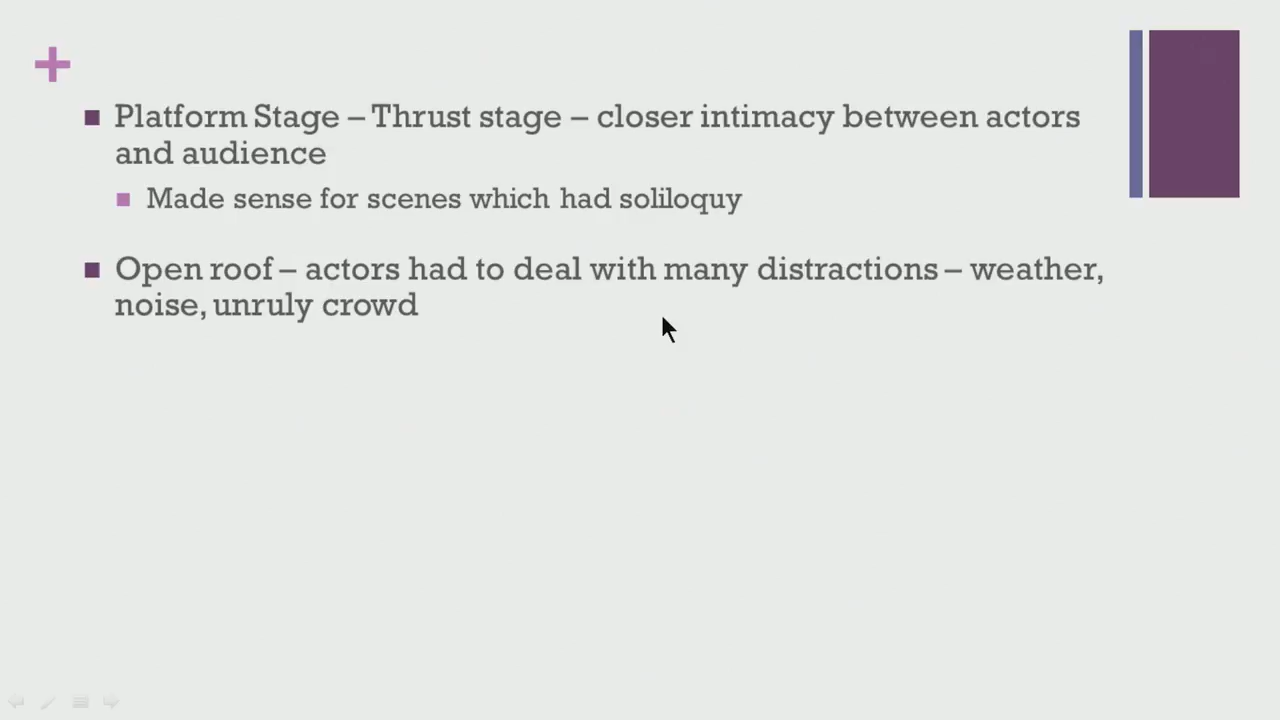 Platform Stage – Thrust stage – closer intimacy between actors
and audience
Made sense for scenes which had soliloquy
Open roof – actors had to deal with many distractions – weather,
noise, unruly crowd